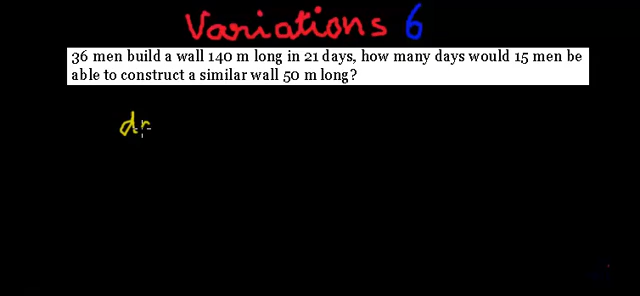 Variations 6
36 men build a wall 140 m long in 21 days, how many days would 15 men be
able to construct a similar wall 50 m long?